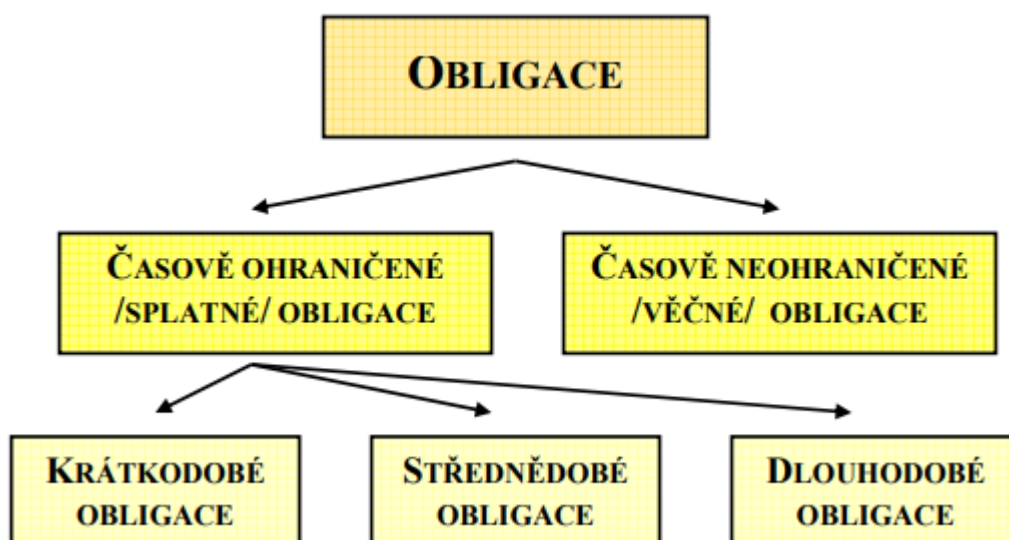 OBLIGACE
ČASOVĚ OHRANIČENÉ
/SPLATNÉ/ OBLIGACE
ČASOVĚ NEOHRANIČENÉ
/VĚČNÉ/ OBLIGACE
KRÁTKODOBÉ
OBLIGACE
STŘEDNĚDOBÉ
OBLIGACE
DLOUHODOBÉ
OBLIGACE